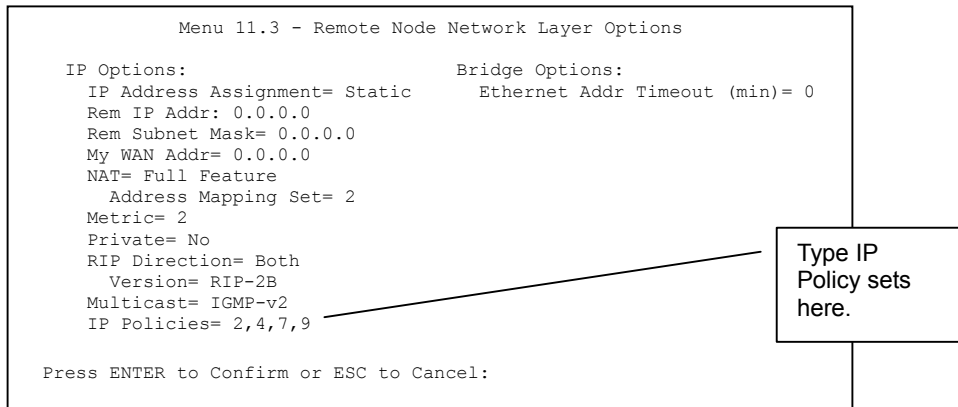 Menu 11.3 - Remote Node Network Layer Options
IP Options: Bridge Options:
IP Address Assignment= Static Ethernet Addr Timeout (min)= 0
Rem IP Addr: 0.0.0.0
Rem Subnet Mask= 0.0.0.0
My WAN Addr= 0.0.0.0
NAT= Full Feature
Address Mapping Set= 2
Metric= 2
Private= No
RIP Direction= Both
Version= RIP-2B
Multicast= IGMP-v2
IP Policies= 2,4,7,9
Press ENTER to Confirm or ESC to Cancel:
Type IP
Policy sets
here.